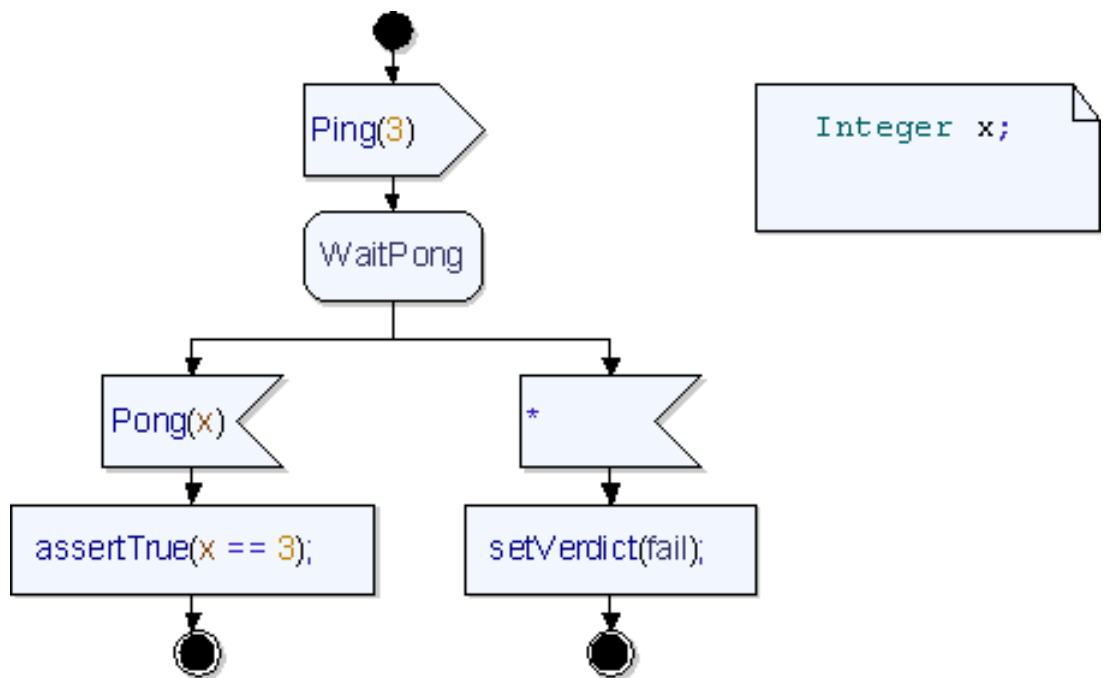 Ping(3)
Integer x;
WaitPong
Pong(x)
*
assertTrue(x == 3);
setVerdict(fail);